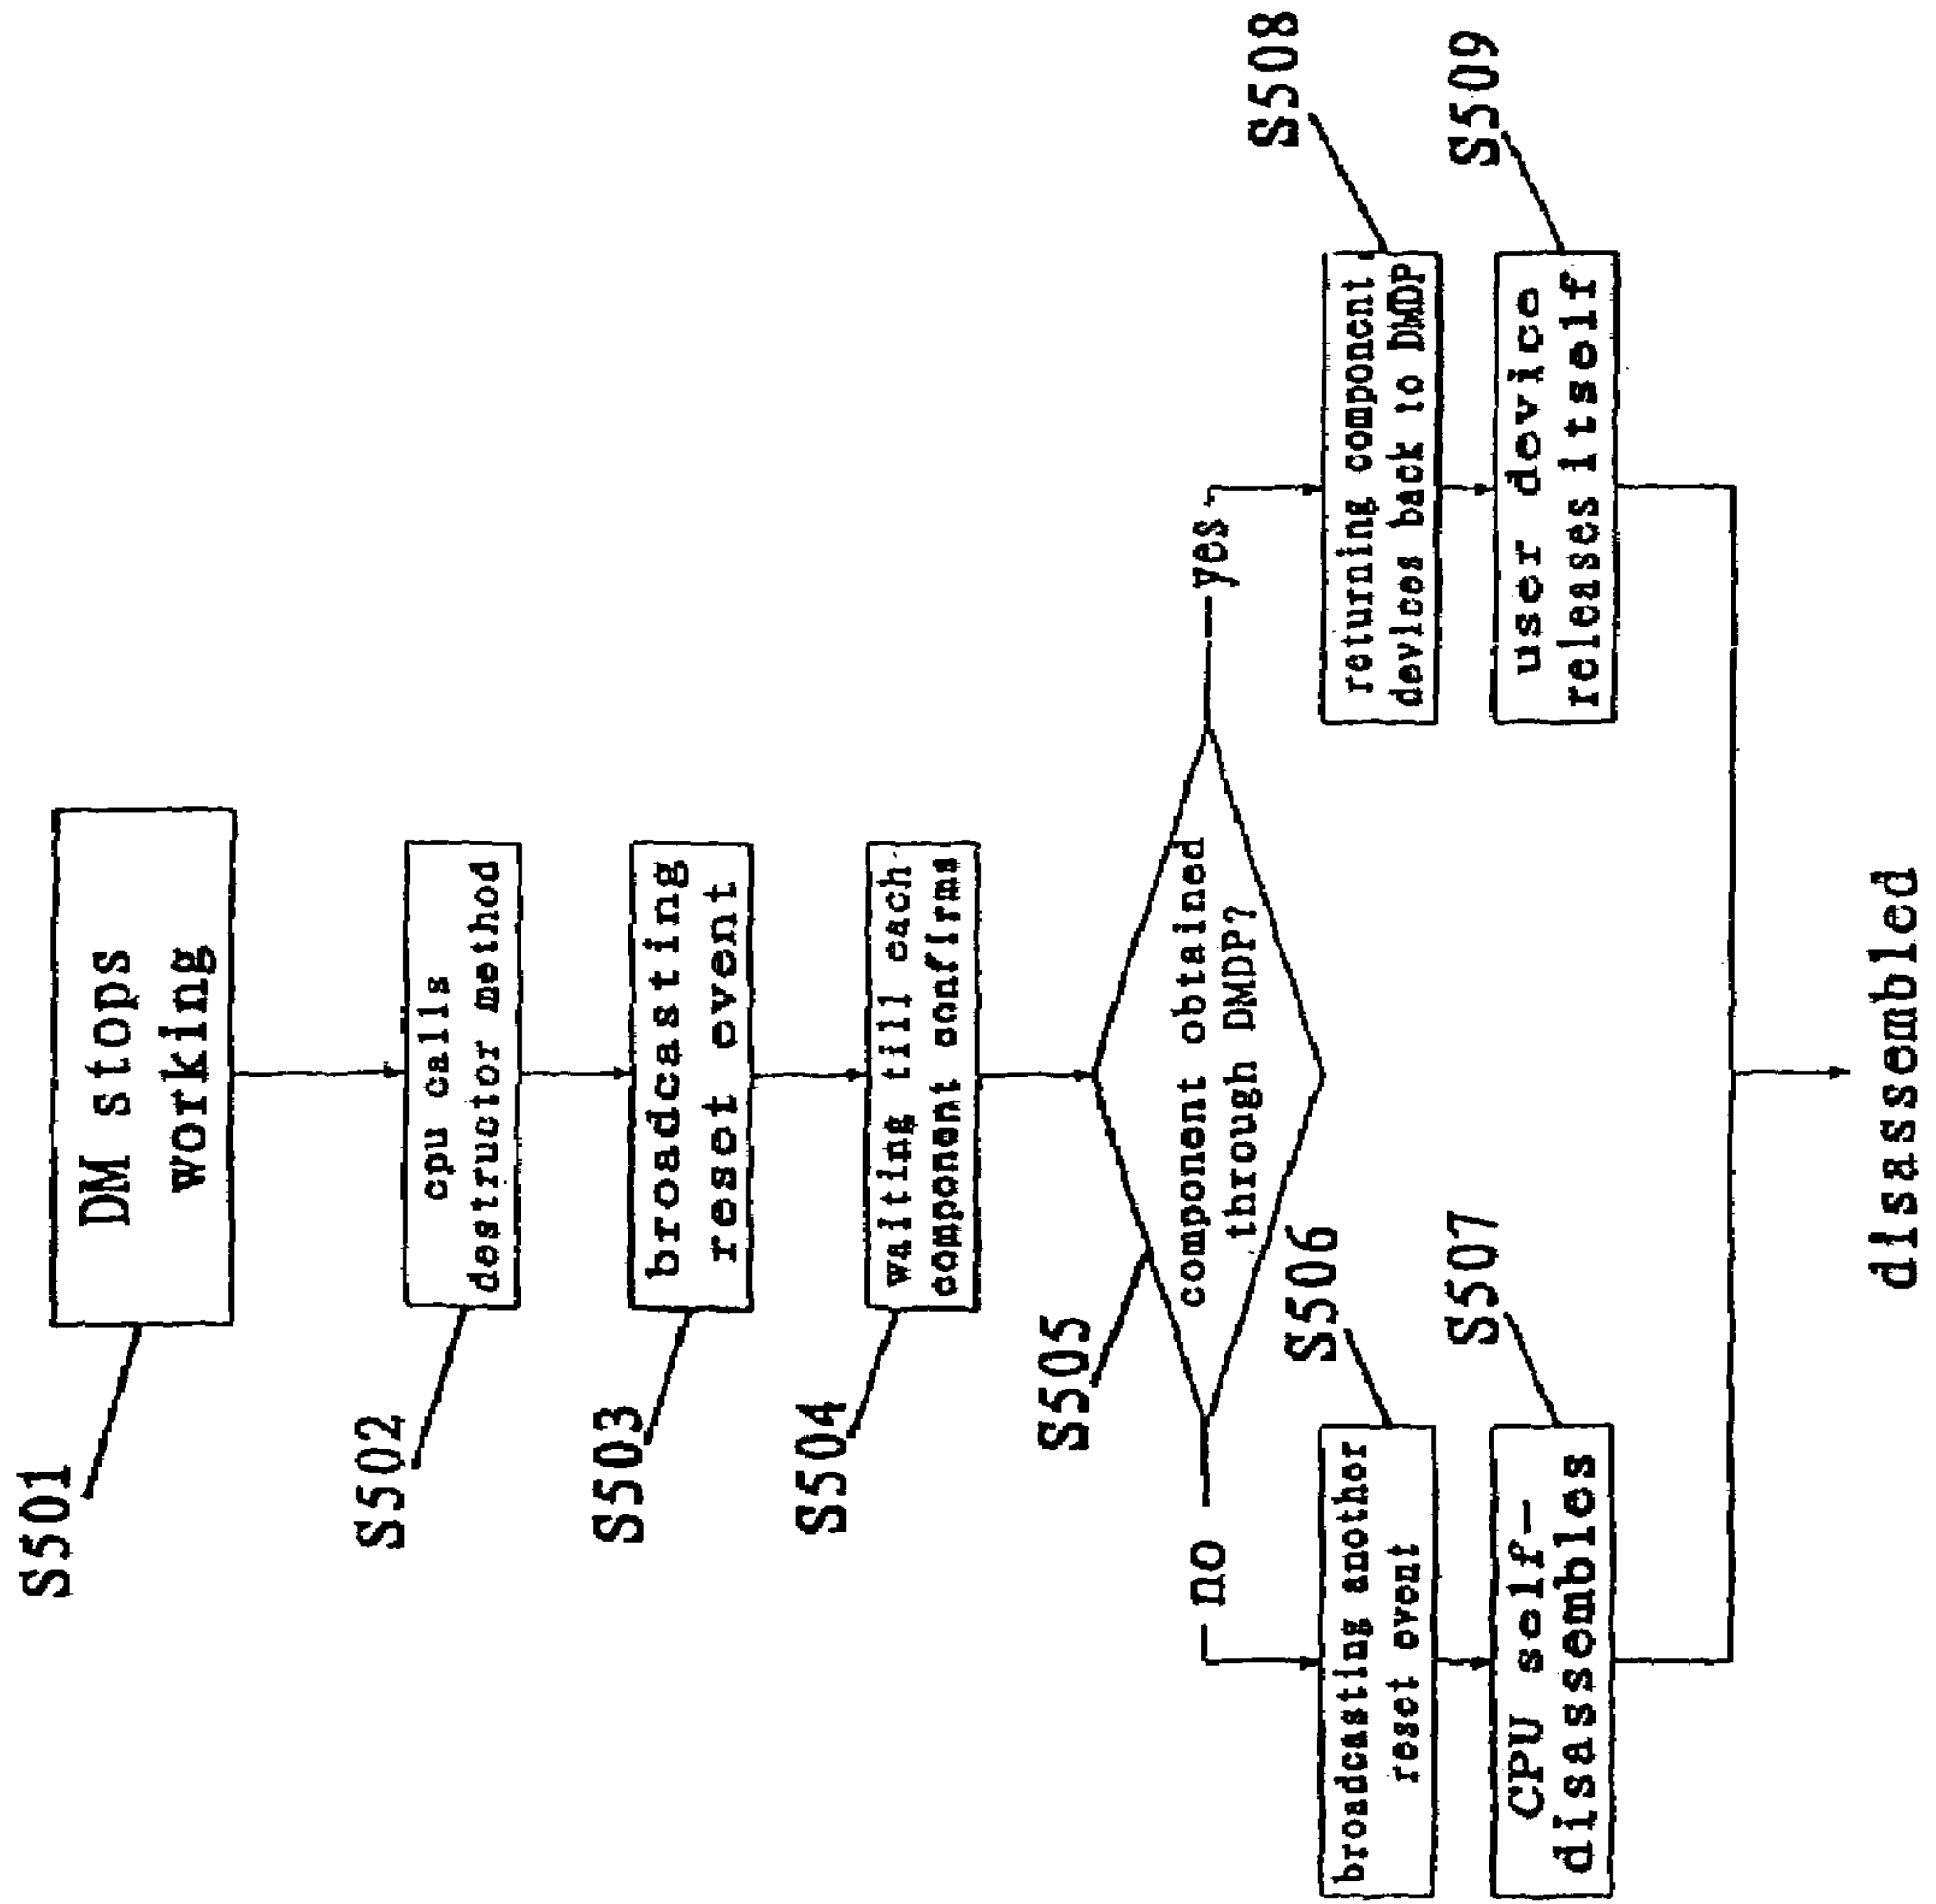 S501
DM stops
working
S502
cpu calls
destructor method
S503
broadcasting
reset event
S504
waiting till each
component confirms
S505
component obtained
through DMDP?
no
yes
S506
broadcasting another
reset event
S507
CPU self-
disassembles
S508
returning component
devices back to DMDP
S509
user device
releases itself
disassembled